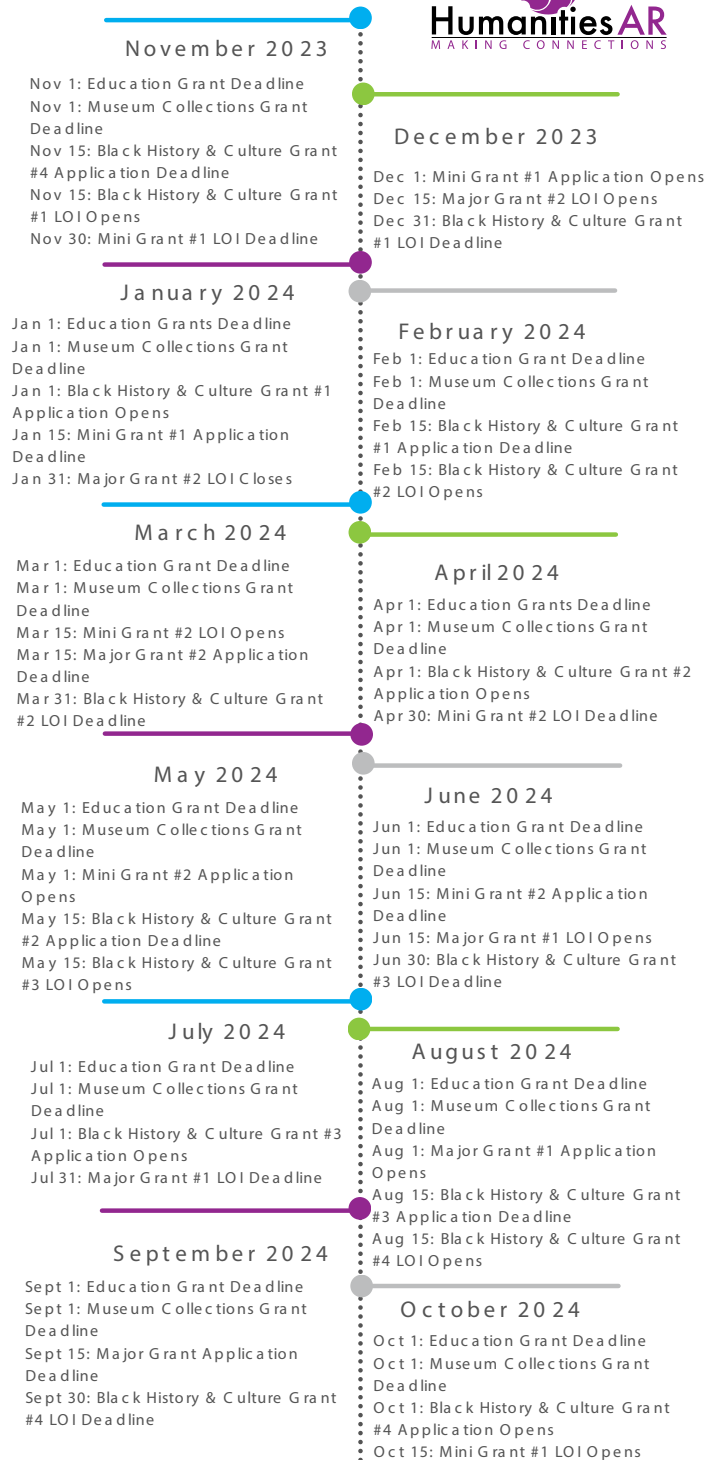 Humanities AR
MAKING CONNECTIONS
November 2023
Nov 1: Education Grant Deadline
Nov 1: Museum Collections Grant
Deadline
Nov 15: Black History & Culture Grant
#4 Application Deadline
Nov 15: Black History & Culture Grant
#1 LOI Opens
Nov 30: Mini Grant #1 LOI Deadline
December 2023
Dec 1: Mini Grant #1 Application Opens
Dec 15: Major Grant #2 LOI Opens
Dec 31: Black History & Culture Grant
#1 LOI Deadline
January 2024
Jan 1: Education Grants Deadline
Jan 1: Museum Collections Grant
Deadline
Jan 1: Black History & Culture Grant #1
Application Opens
Jan 15: Mini Grant #1 Application
Deadline
Jan 31: Major Grant #2 LOI Closes
February 2024
Feb 1: Education Grant Deadline
Feb 1: Museum Collections Grant
Deadline
Feb 15: Black History & Culture Grant
#1 Application Deadline
Feb 15: Black History & Culture Grant
#2 LOI Opens
March 2024
Mar 1: Education Grant Deadline
Mar 1: Museum Collections Grant
Deadline
Mar 15: Mini Grant #2 LOI Opens
Mar 15: Major Grant #2 Application
Deadline
Mar 31: Black History & Culture Grant
#2 LOI Deadline
April 2024
Apr 1: Education Grants Deadline
Apr 1: Museum Collections Grant
Deadline
Apr 1: Black History & Culture Grant #2
Application Opens
Apr 30: Mini Grant #2 LOI Deadline
May 2024
May 1: Education Grant Deadline
May 1: Museum Collections Grant
Deadline
May 1: Mini Grant #2 Application
Opens
May 15: Black History & Culture Grant
#2 Application Deadline
May 15: Black History & Culture Grant
#3 LOI Opens
June 2024
Jun 1: Education Grant Deadline
Jun 1: Museum Collections Grant
Deadline
Jun 15: Mini Grant #2 Application
Deadline
Jun 15: Major Grant #1 LOI Opens
Jun 30: Black History & Culture Grant
#3 LOI Deadline
July 2024
Jul 1: Education Grant Deadline
Jul 1: Museum Collections Grant
Deadline
Jul 1: Black History & Culture Grant #3
Application Opens
Jul 31: Major Grant #1 LOI Deadline
August 2024
Aug 1: Education Grant Deadline
Aug 1: Museum Collections Grant
Deadline
Aug 1: Major Grant #1 Application
Opens
Aug 15: Black History & Culture Grant
#3 Application Deadline
Aug 15: Black History & Culture Grant
#4 LOI Opens
September 2024
Sept 1: Education Grant Deadline
Sept 1: Museum Collections Grant
Deadline
Sept 15: Major Grant Application
Deadline
Sept 30: Black History & Culture Grant
#4 LOI Deadline
October 2024
Oct 1: Education Grant Deadline
Oct 1: Museum Collections Grant
Deadline
Oct 1: Black History & Culture Grant
#4 Application Opens
Oct 15: Mini Grant #1 LOI Opens